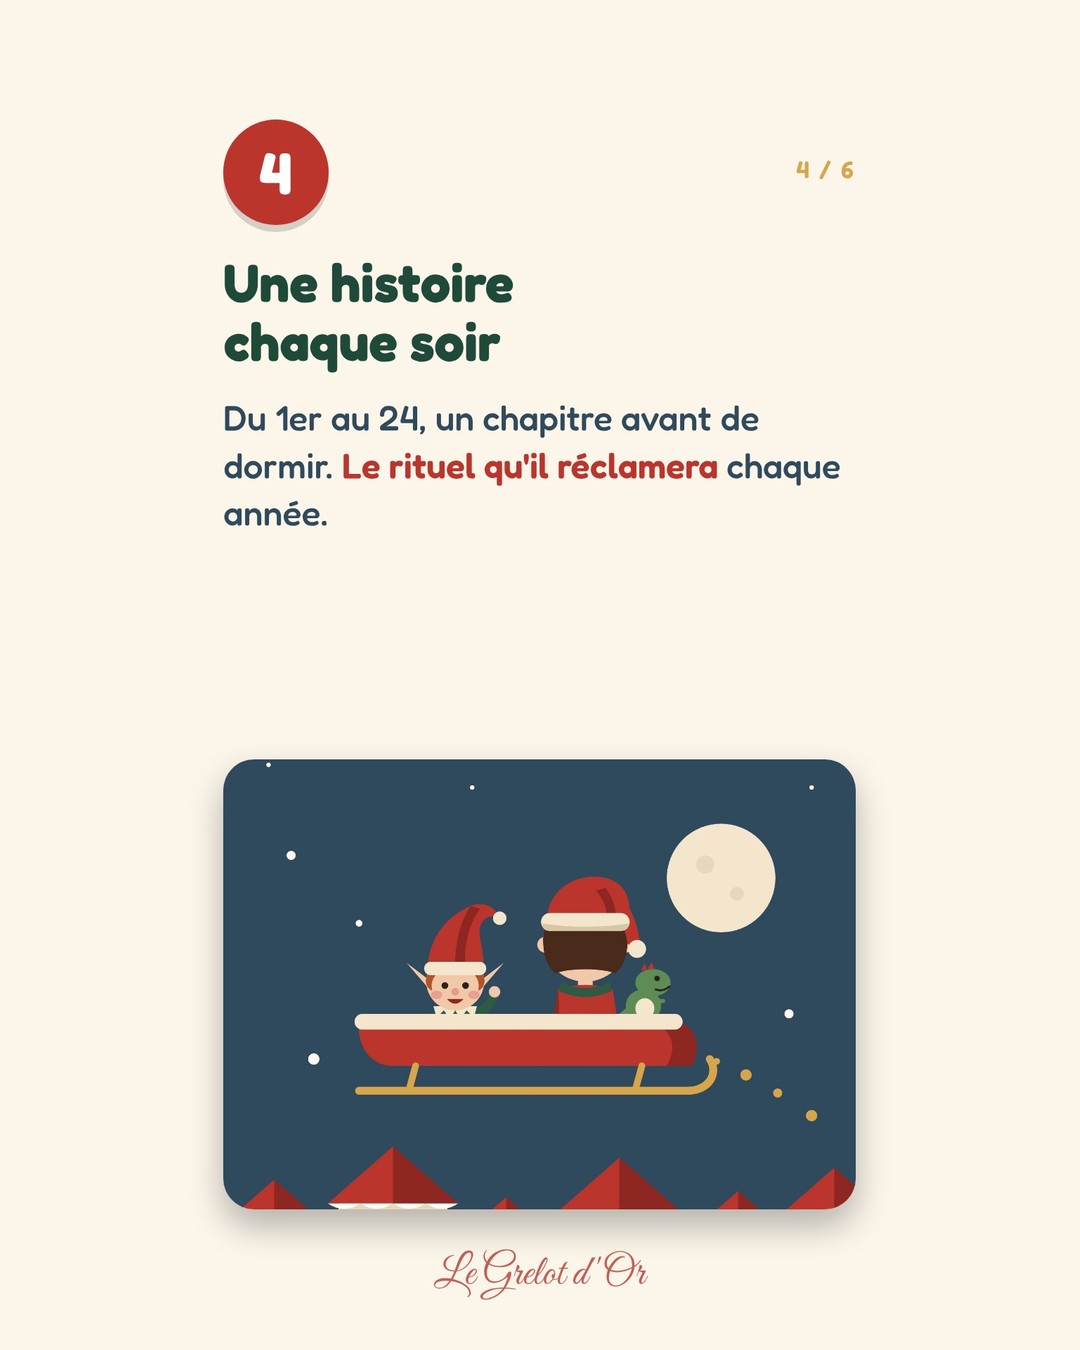 4
4 / 6
Une histoire
chaque soir
Du 1er au 24, un chapitre avant de
dormir. Le rituel qu'il réclamera chaque
année.
Le Grelot d'Or